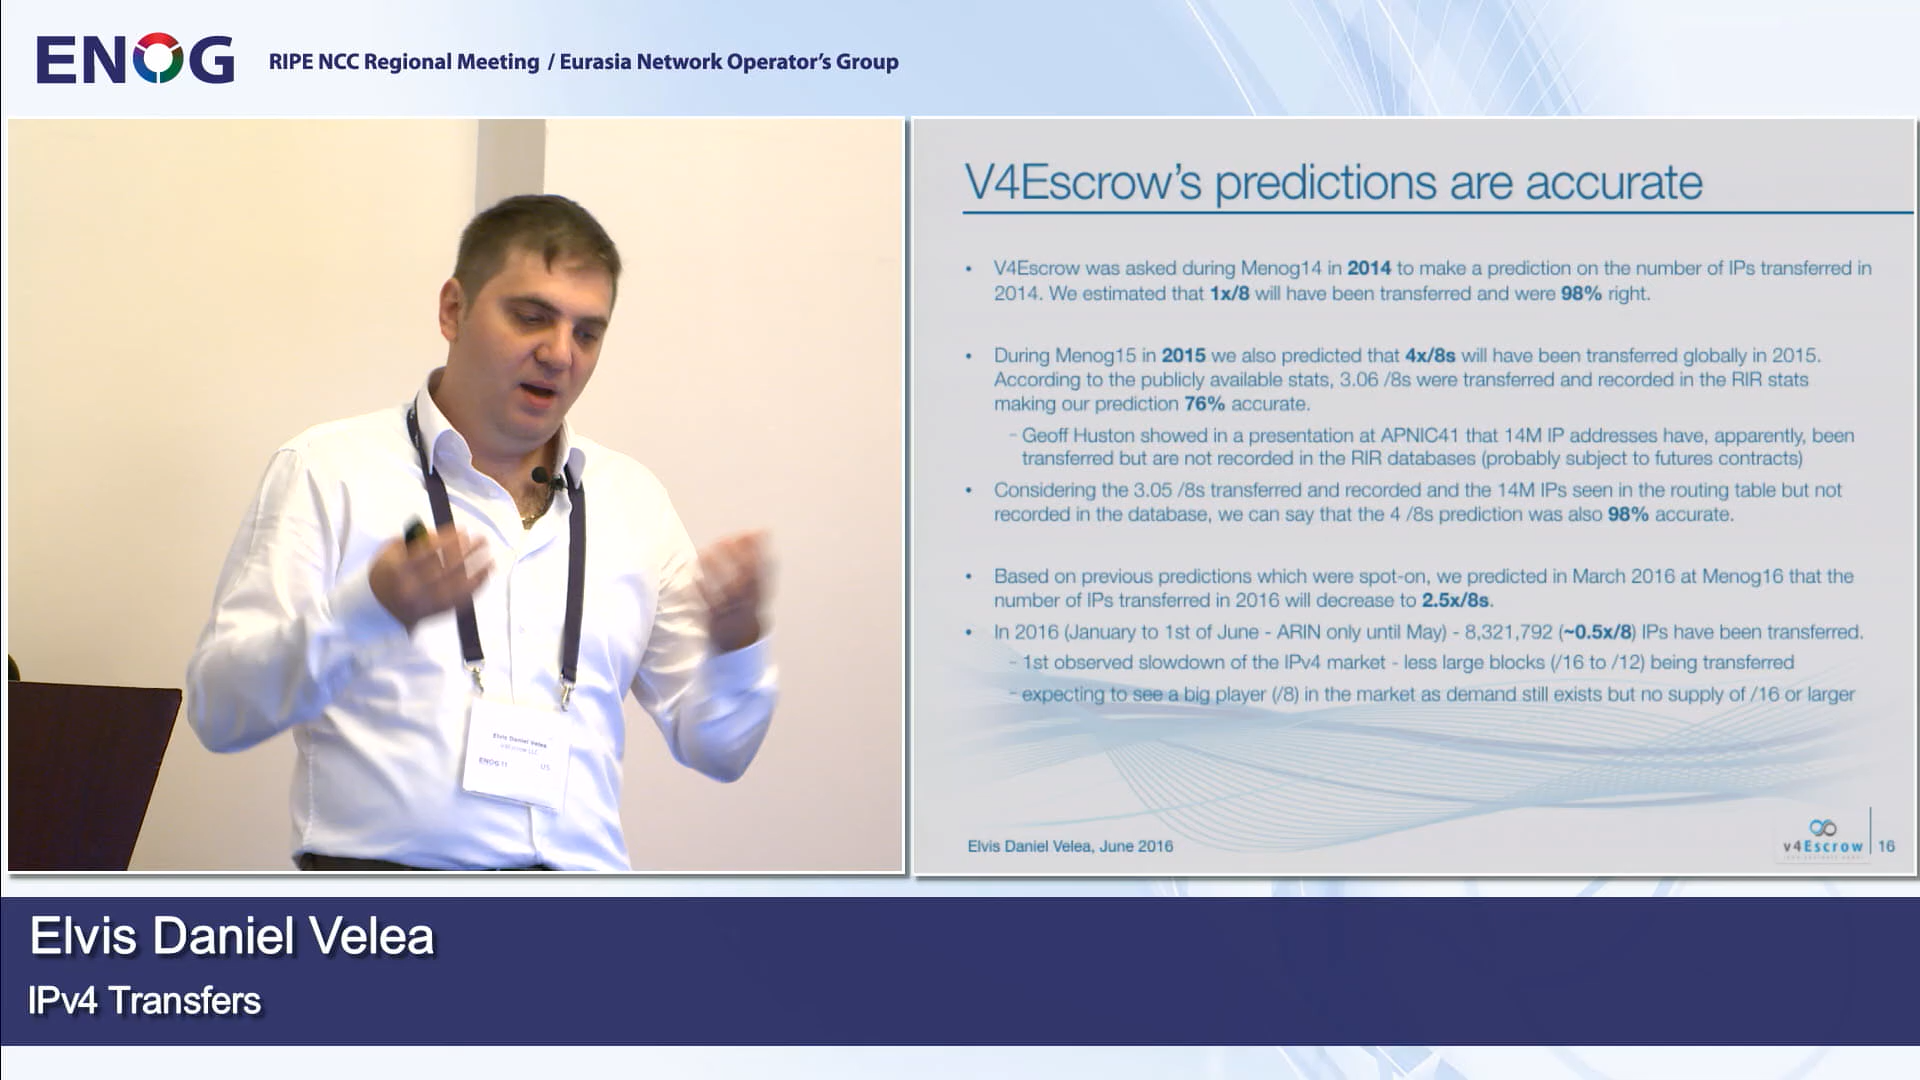 ENOG
RIPE NCC Regional Meeting / Eurasia Network Operator's Group
V4Escrow's predictions are accurate
• V4Escrow was asked during Menog14 in 2014 to make a prediction on the number of IPs transferred in
2014. We estimated that 1x/8 will have been transferred and were 98% right.
• During Menog15 in 2015 we also predicted that 4x/8s will have been transferred globally in 2015.
According to the publicly available stats, 3.06 /8s were transferred and recorded in the RIR stats
making our prediction 76% accurate.
- Geoff Huston showed in a presentation at APNIC41 that 14M IP addresses have, apparently, been
transferred but are not recorded in the RIR databases (probably subject to futures contracts)
• Considering the 3.05 /8s transferred and recorded and the 14M IPs seen in the routing table but not
recorded in the database, we can say that the 4 /8s prediction was also 98% accurate.
• Based on previous predictions which were spot-on, we predicted in March 2016 at Menog16 that the
number of IPs transferred in 2016 will decrease to 2.5x/8s.
• In 2016 (January to 1st of June - ARIN only until May) - 8,321,792 (~0.5x/8) IPs have been transferred.
- 1st observed slowdown of the IPv4 market - less large blocks (/16 to /12) being transferred
- expecting to see a big player (/8) in the market as demand still exists but no supply of /16 or larger
Elvis Daniel Velea, June 2016
v4Escrow
16
Elvis Daniel Velea
ENOG 11 US
Elvis Daniel Velea
IPv4 Transfers